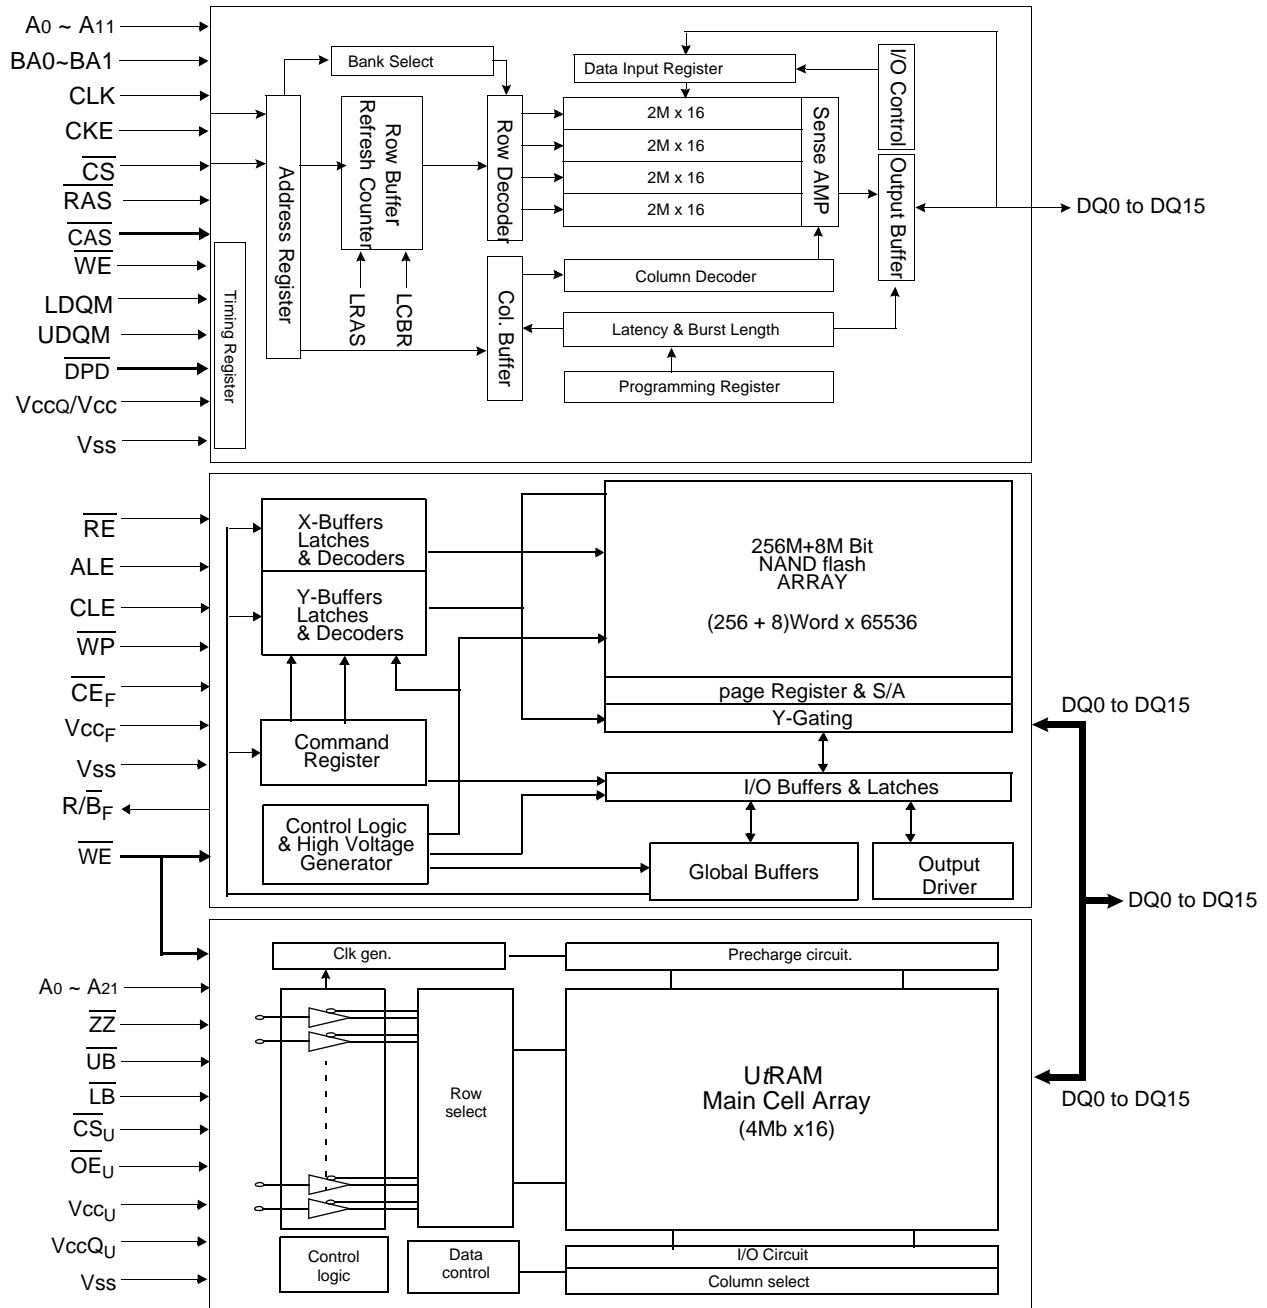 A0 ~ A11
BA0~BA1
CLK
CKE
CS
RAS
CAS
WE
LDQM
UDQM
DPD
VccQ/Vcc
Vss
Timing Register
Address Register
Bank Select
Row Buffer
Refresh Counter
LRAS
LCBR
Row Decoder
Col. Buffer
Data Input Register
2M x 16
2M x 16
2M x 16
2M x 16
Sense AMP
Column Decoder
Latency & Burst Length
Programming Register
I/O Control
Output Buffer
DQ0 to DQ15
RE
ALE
CLE
WP
CEF
VccF
Vss
R/BF
WE
X-Buffers
Latches
& Decoders
Y-Buffers
Latches
& Decoders
Command
Register
Control Logic
& High Voltage
Generator
256M+8M Bit
NAND flash
ARRAY
(256 + 8)Word x 65536
page Register & S/A
Y-Gating
I/O Buffers & Latches
Global Buffers
Output
Driver
DQ0 to DQ15
DQ0 to DQ15
DQ0 to DQ15
A0 ~ A21
ZZ
UB
LB
CSU
OEU
VccU
VccQU
Vss
Clk gen.
Precharge circuit.
Row
select
UtRAM
Main Cell Array
(4Mb x16)
Control
logic
Data
control
I/O Circuit
Column select